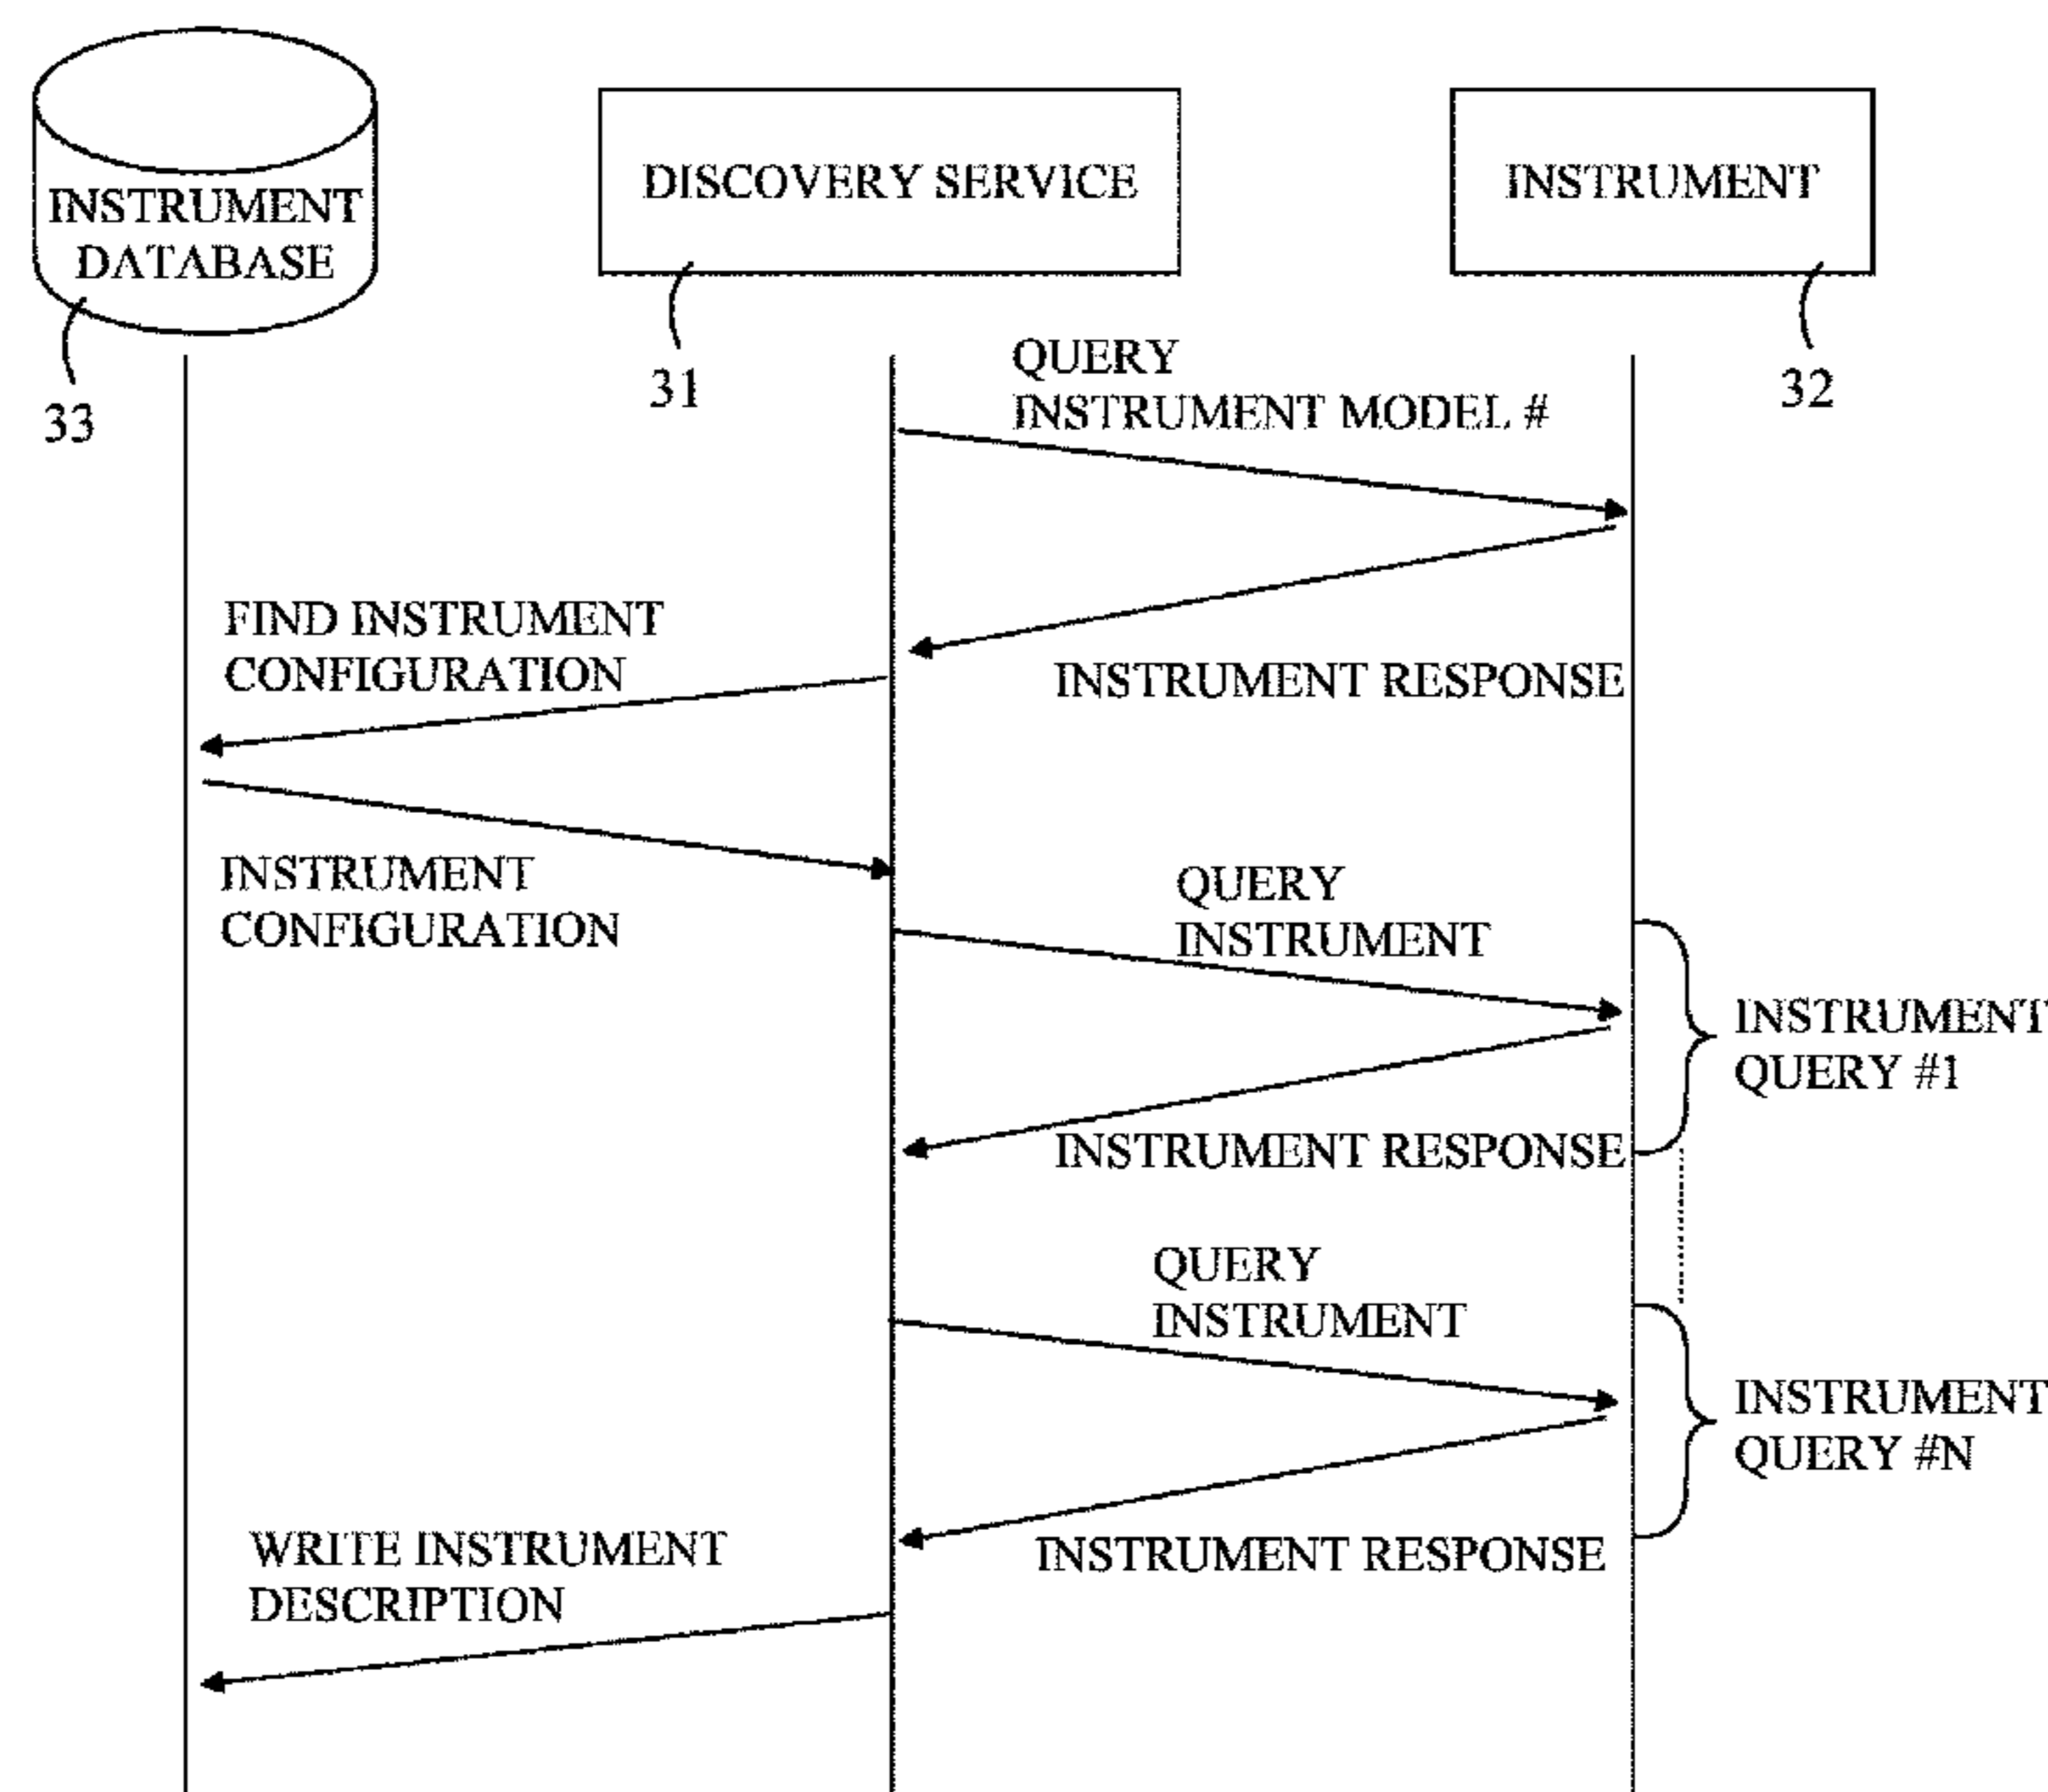 INSTRUMENT
DATABASE
DISCOVERY SERVICE
INSTRUMENT
33
31
32
QUERY
INSTRUMENT MODEL #
FIND INSTRUMENT
CONFIGURATION
INSTRUMENT RESPONSE
INSTRUMENT
CONFIGURATION
QUERY
INSTRUMENT
INSTRUMENT
QUERY #1
INSTRUMENT RESPONSE
QUERY
INSTRUMENT
INSTRUMENT
QUERY #N
INSTRUMENT RESPONSE
WRITE INSTRUMENT
DESCRIPTION